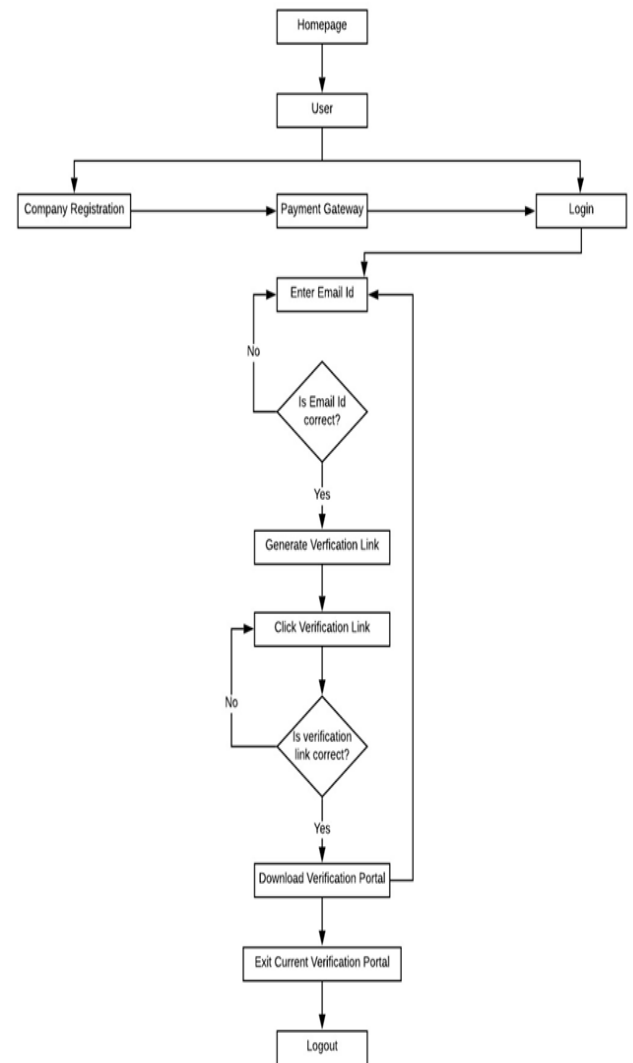 Homepage
User
Company Registration
Payment Gateway
Login
Enter Email Id
No
Is Email Id
correct?
Yes
Generate Verfication Link
Click Verification Link
No
Is verification
link correct?
Yes
Download Verification Portal
Exit Current Verification Portal
Logout